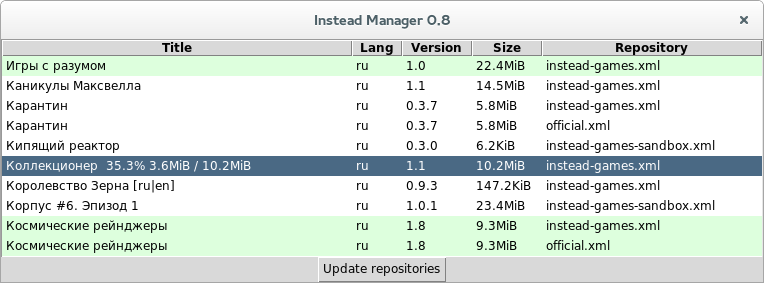 Instead Manager 0.8
Title Lang Version Size Repository
Игры с разумом ru 1.0 22.4MiB instead-games.xml
Каникулы Максвелла ru 1.1 14.5MiB instead-games.xml
Карантин ru 0.3.7 5.8MiB instead-games.xml
Карантин ru 0.3.7 5.8MiB official.xml
Кипящий реактор ru 0.3.0 6.2KiB instead-games-sandbox.xml
Коллекционер 35.3% 3.6MiB / 10.2MiB ru 1.1 10.2MiB instead-games.xml
Королевство Зерна [ru|en] ru 0.9.3 147.2KiB instead-games.xml
Корпус #6. Эпизод 1 ru 1.0.1 23.4MiB instead-games-sandbox.xml
Космические рейнджеры ru 1.8 9.3MiB instead-games.xml
Космические рейнджеры ru 1.8 9.3MiB official.xml
Update repositories